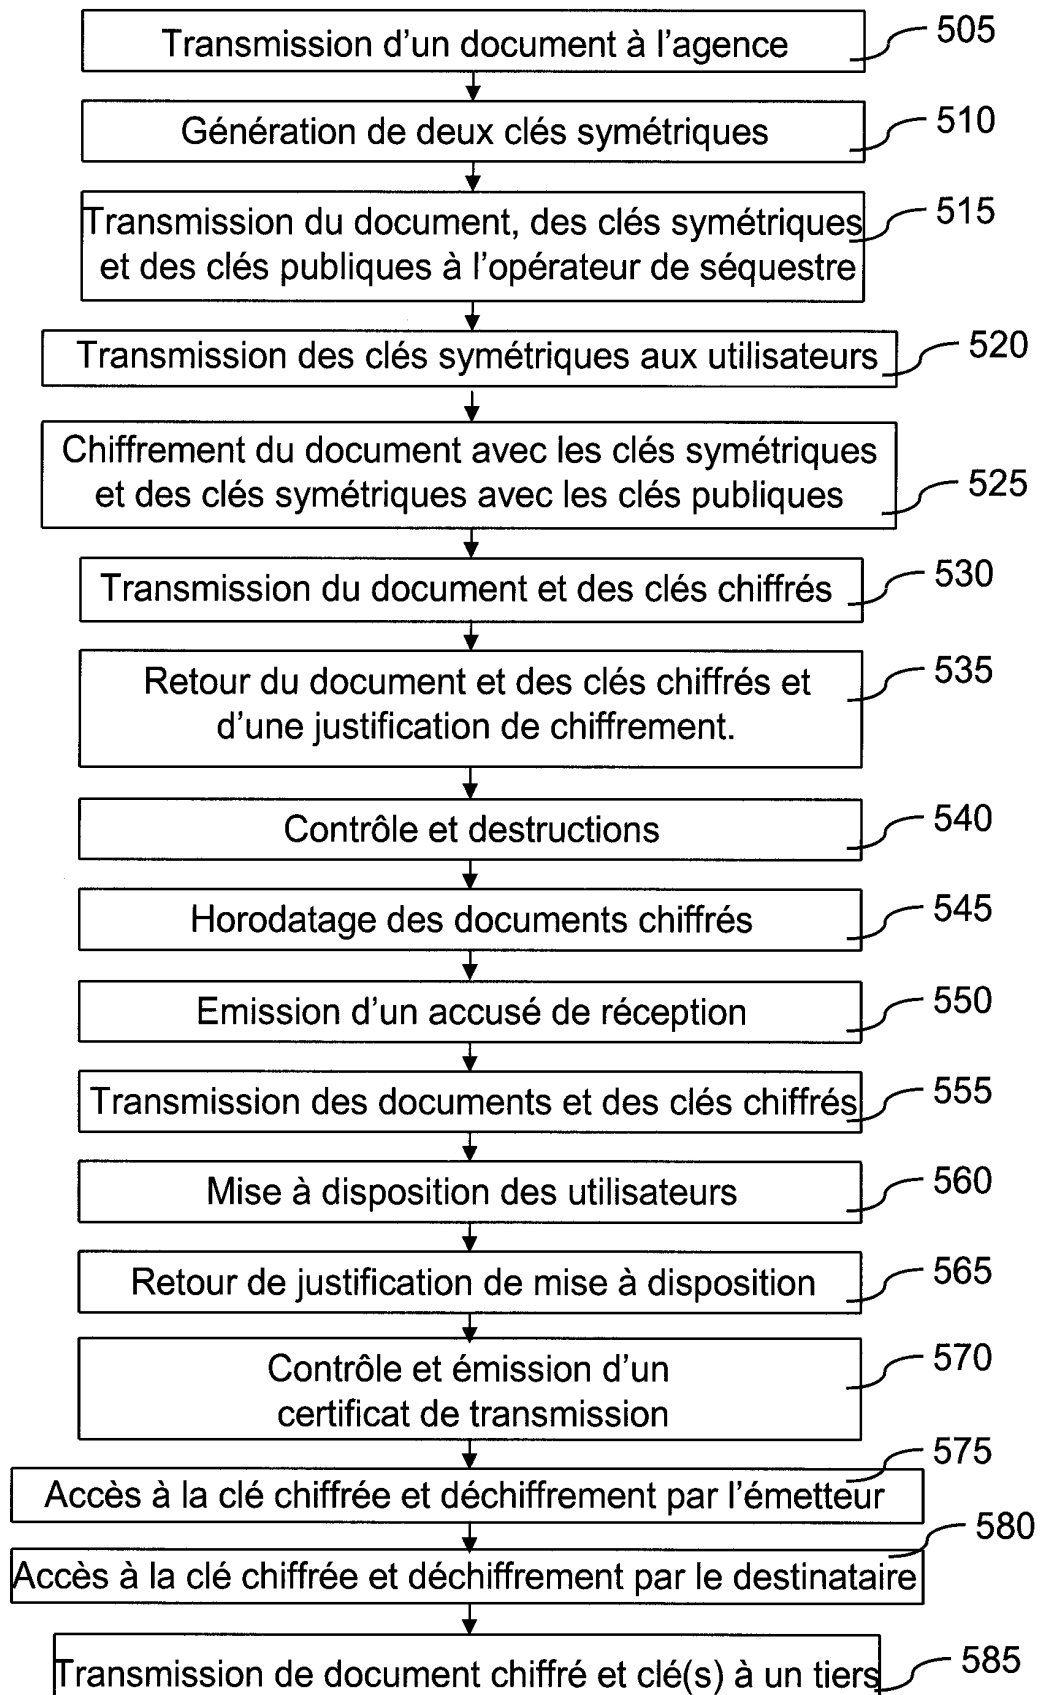 Transmission d'un document à l'agence
505
Génération de deux clés symétriques
510
Transmission du document, des clés symétriques
et des clés publiques à l'opérateur de séquestre
515
Transmission des clés symétriques aux utilisateurs
520
Chiffrement du document avec les clés symétriques
et des clés symétriques avec les clés publiques
525
Transmission du document et des clés chiffrés
530
Retour du document et des clés chiffrés et
d'une justification de chiffrement.
535
Contrôle et destructions
540
Horodatage des documents chiffrés
545
Emission d'un accusé de réception
550
Transmission des documents et des clés chiffrés
555
Mise à disposition des utilisateurs
560
Retour de justification de mise à disposition
565
Contrôle et émission d'un
certificat de transmission
570
Accès à la clé chiffrée et déchiffrement par l'émetteur
575
Accès à la clé chiffrée et déchiffrement par le destinataire
580
Transmission de document chiffré et clé(s) à un tiers
585